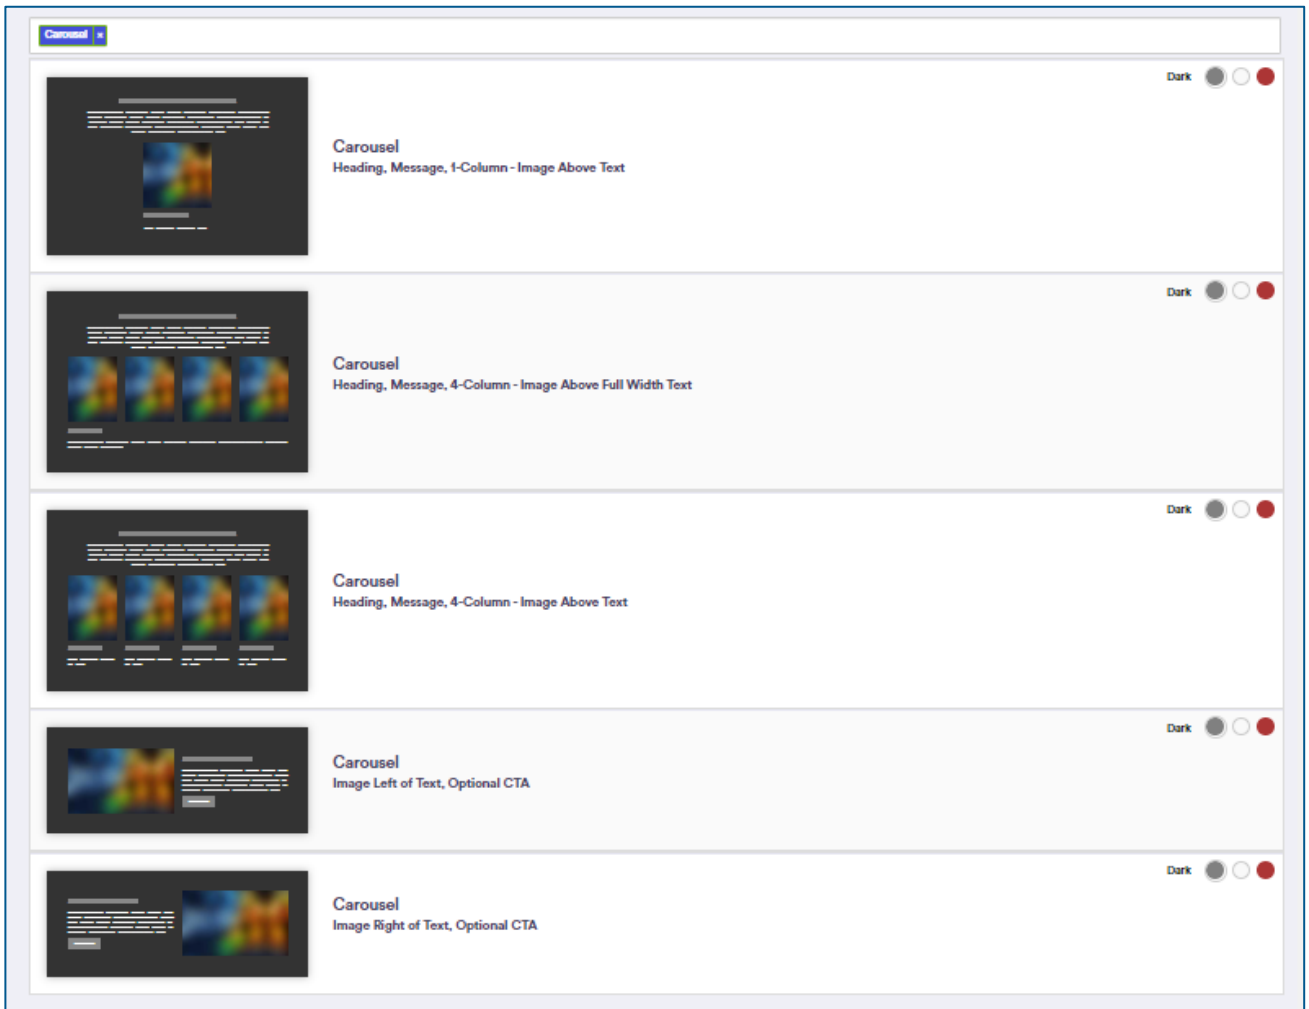 Carousel ×
Dark
Carousel
Heading, Message, 1-Column - Image Above Text
Dark
Carousel
Heading, Message, 4-Column - Image Above Full Width Text
Dark
Carousel
Heading, Message, 4-Column - Image Above Text
Dark
Carousel
Image Left of Text, Optional CTA
Dark
Carousel
Image Right of Text, Optional CTA